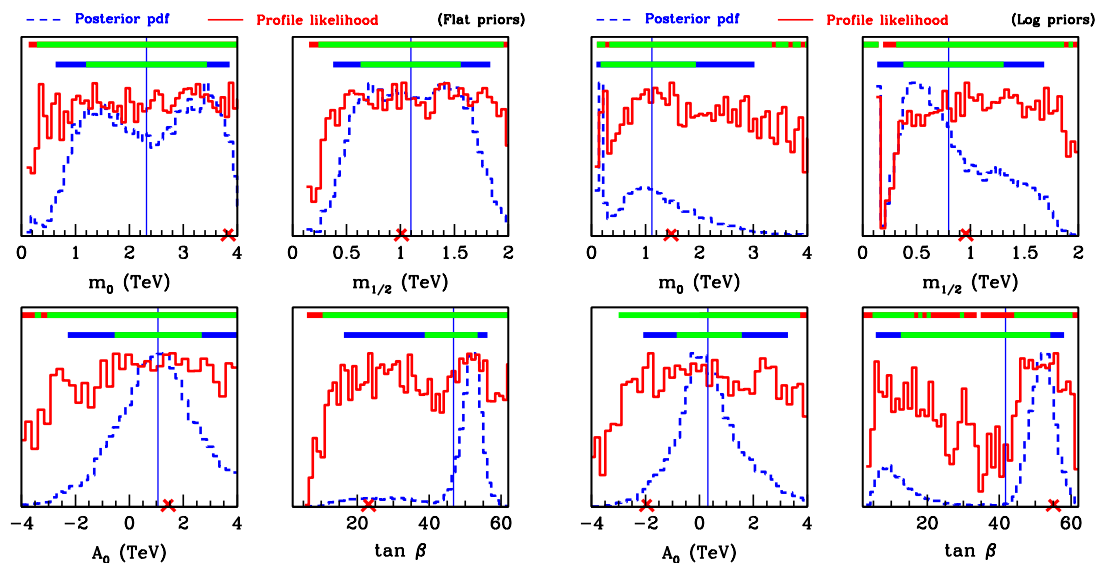 Posterior pdf Profile likelihood (Flat priors) Posterior pdf Profile likelihood (Log priors)
0 1 2 3 4 0 0.5 1 1.5 2 0 1 2 3 4 0 0.5 1 1.5 2
m0 (TeV) m1/2 (TeV) m0 (TeV) m1/2 (TeV)
−4 −2 0 2 4 20 40 60 −4 −2 0 2 4 20 40 60
A0 (TeV) tan β A0 (TeV) tan β